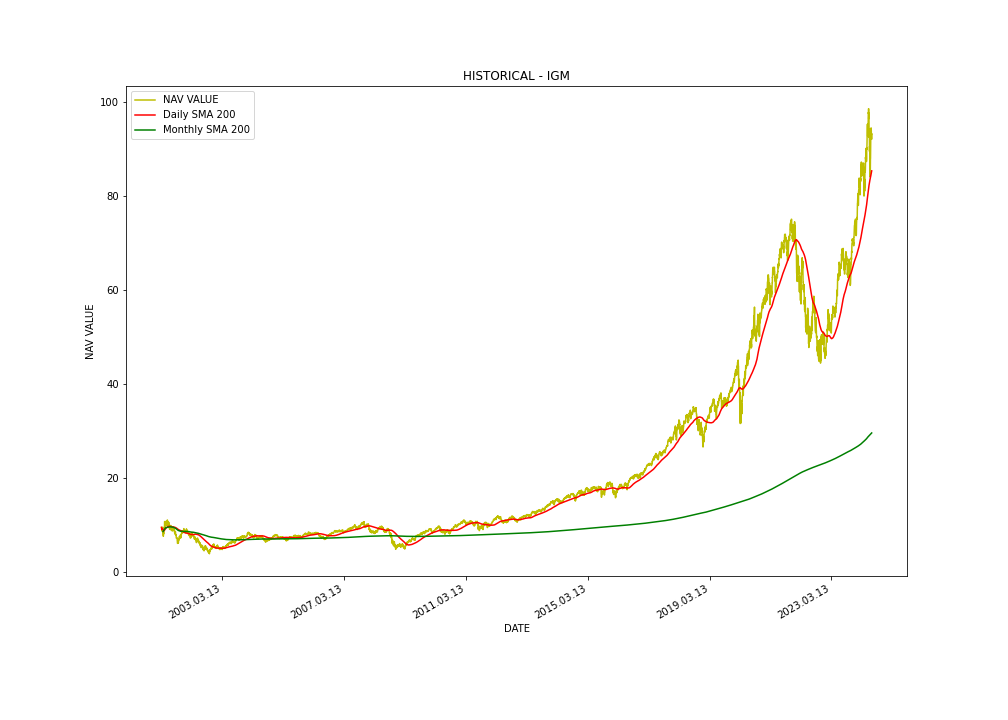 HISTORICAL - IGM
NAV VALUE
Daily SMA 200
Monthly SMA 200
100
80
60
40
20
0
NAV VALUE
2003.03.13
2007.03.13
2011.03.13
2015.03.13
2019.03.13
2023.03.13
DATE